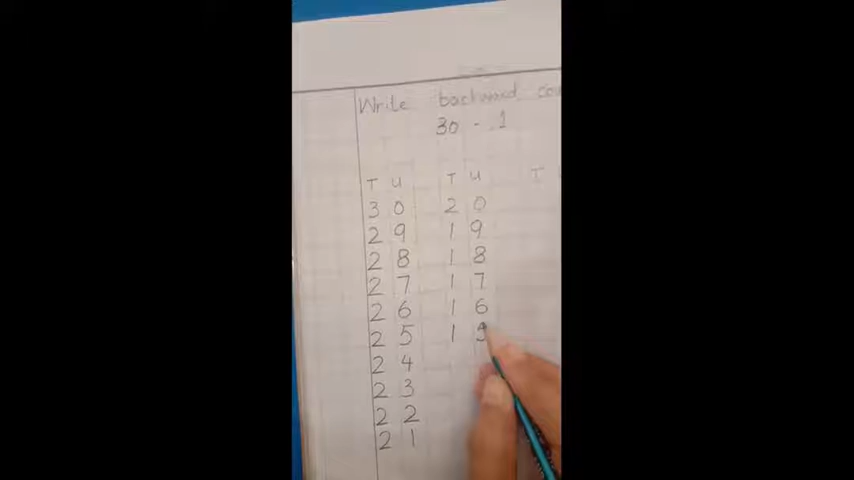 Write backward
30 - 1
T U T U T
3 0 2 0
2 9 1 9
2 8 1 8
2 7 1 7
2 6 1 6
2 5 1 5
2 4
2 3
2 2
2 1